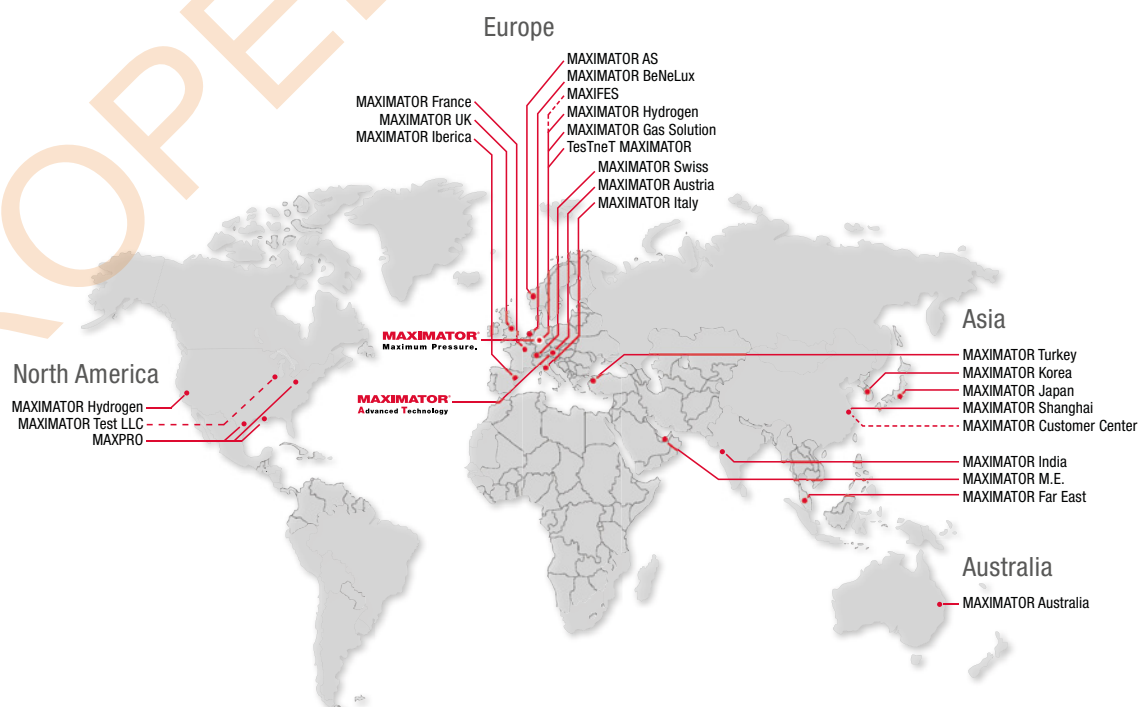 Europe
MAXIMATOR AS
MAXIMATOR BeNeLux
MAXIFES
MAXIMATOR Hydrogen
MAXIMATOR Gas Solution
TesTneT MAXIMATOR
MAXIMATOR Swiss
MAXIMATOR Austria
MAXIMATOR Italy
MAXIMATOR France
MAXIMATOR UK
MAXIMATOR Iberica
MAXIMATOR®
Maximum Pressure.
MAXIMATOR®
Advanced Technology
North America
MAXIMATOR Hydrogen
MAXIMATOR Test LLC
MAXPRO
Asia
MAXIMATOR Turkey
MAXIMATOR Korea
MAXIMATOR Japan
MAXIMATOR Shanghai
MAXIMATOR Customer Center
MAXIMATOR India
MAXIMATOR M.E.
MAXIMATOR Far East
Australia
MAXIMATOR Australia